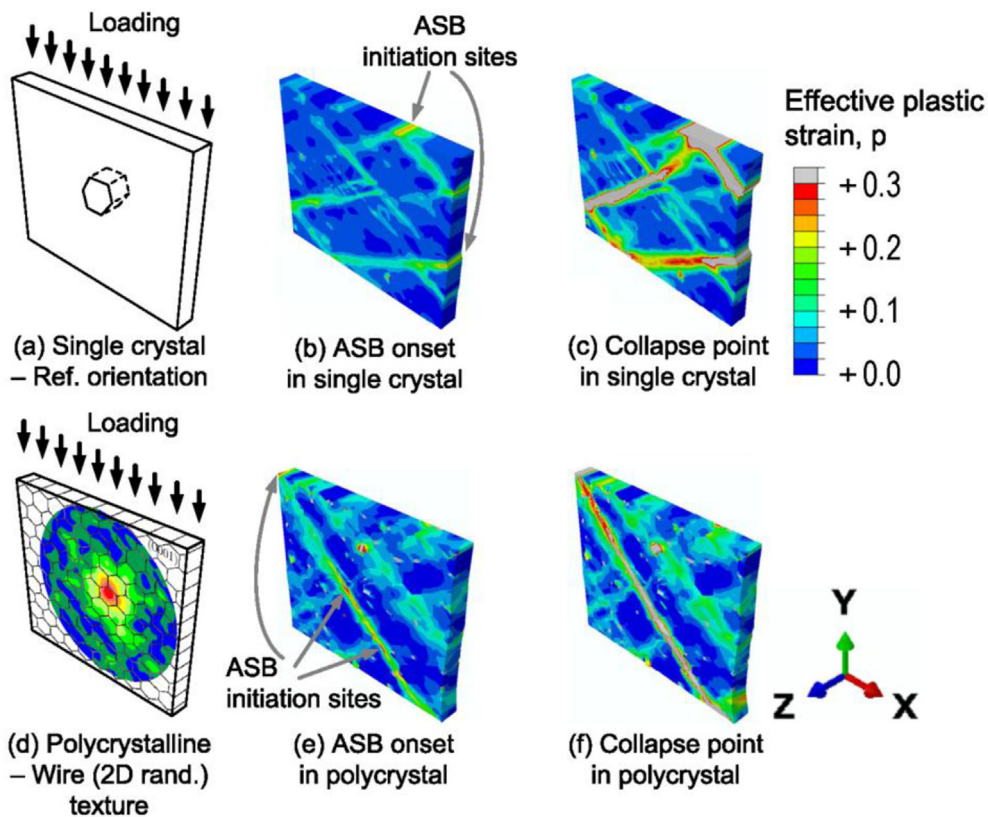 Loading
ASB
initiation sites
Effective plastic
strain, p
+0.3
+0.2
+0.1
+0.0
(a) Single crystal
– Ref. orientation
(b) ASB onset
in single crystal
(c) Collapse point
in single crystal
Loading
(0001)
ASB
initiation sites
Y
Z
X
(d) Polycrystalline
– Wire (2D rand.)
texture
(e) ASB onset
in polycrystal
(f) Collapse point
in polycrystal